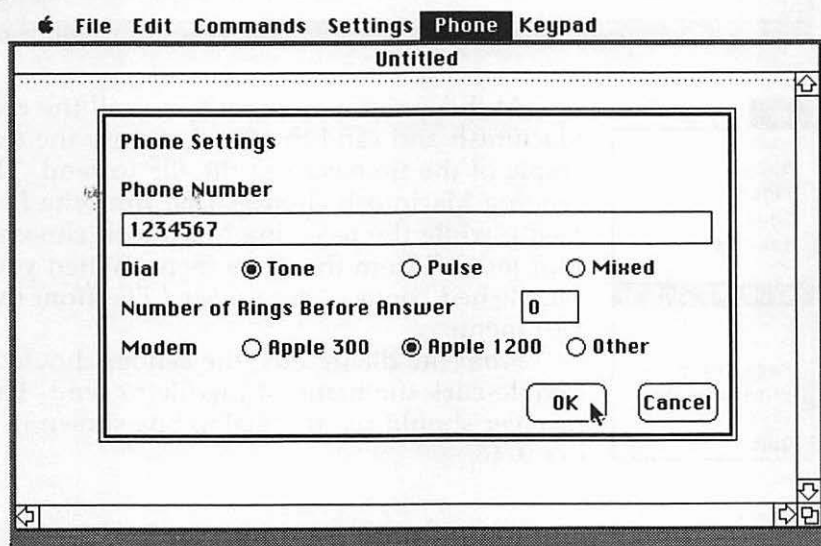 File Edit Commands Settings Phone Keypad
Untitled
Phone Settings
Phone Number
1234567
Dial Tone Pulse Mixed
Number of Rings Before Answer 0
Modem Apple 300 Apple 1200 Other
OK Cancel